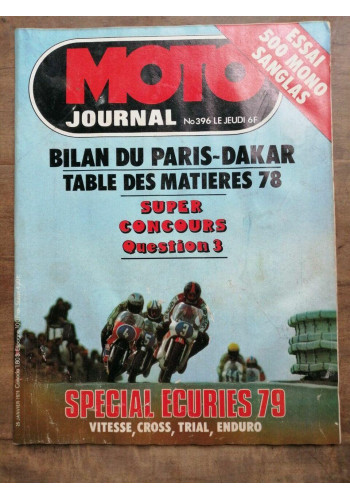 MOTO
JOURNAL
No 396 LE JEUDI 6F
ESSAI
500 MONO
SANGLAS
BILAN DU PARIS-DAKAR
TABLE DES MATIERES 78
SUPER
CONCOURS
Question 3
SPECIAL ECURIES 79
VITESSE, CROSS, TRIAL, ENDURO